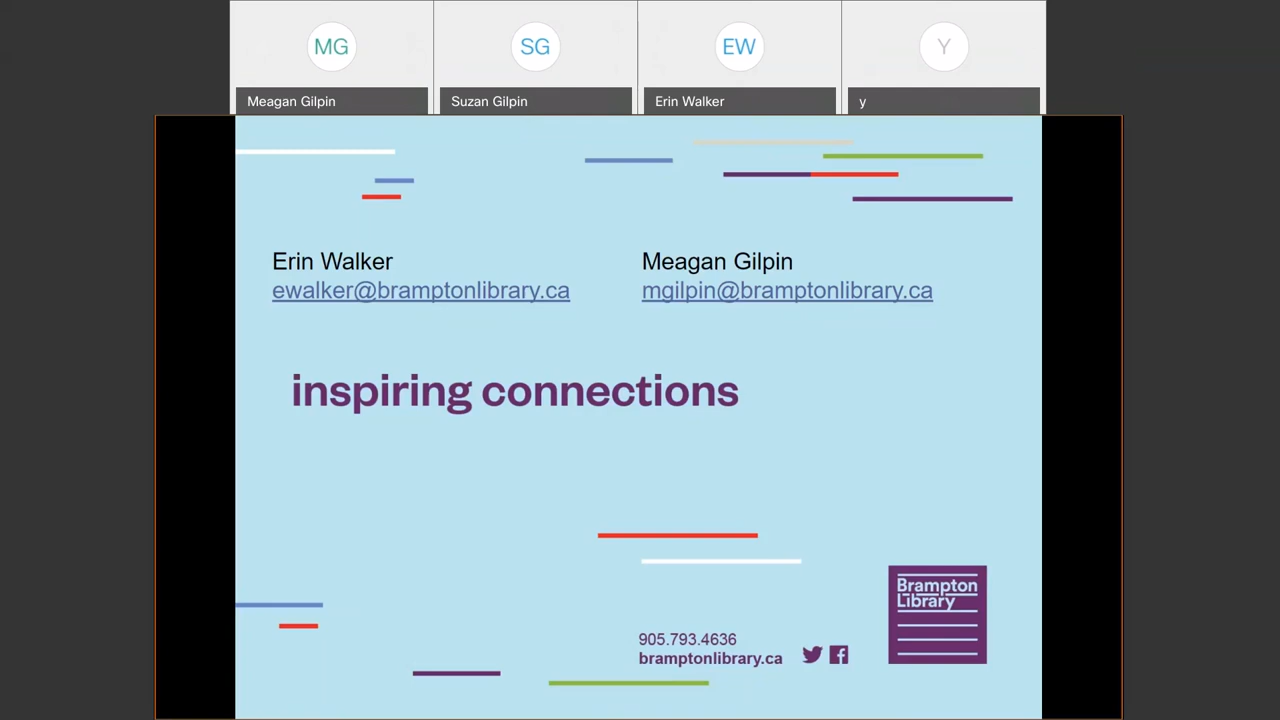 MG
SG
EW
Y
Meagan Gilpin
Suzan Gilpin
Erin Walker
y
Erin Walker
ewalker@bramptonlibrary.ca
Meagan Gilpin
mgilpin@bramptonlibrary.ca
inspiring connections
Brampton
Library
905.793.4636
bramptonlibrary.ca